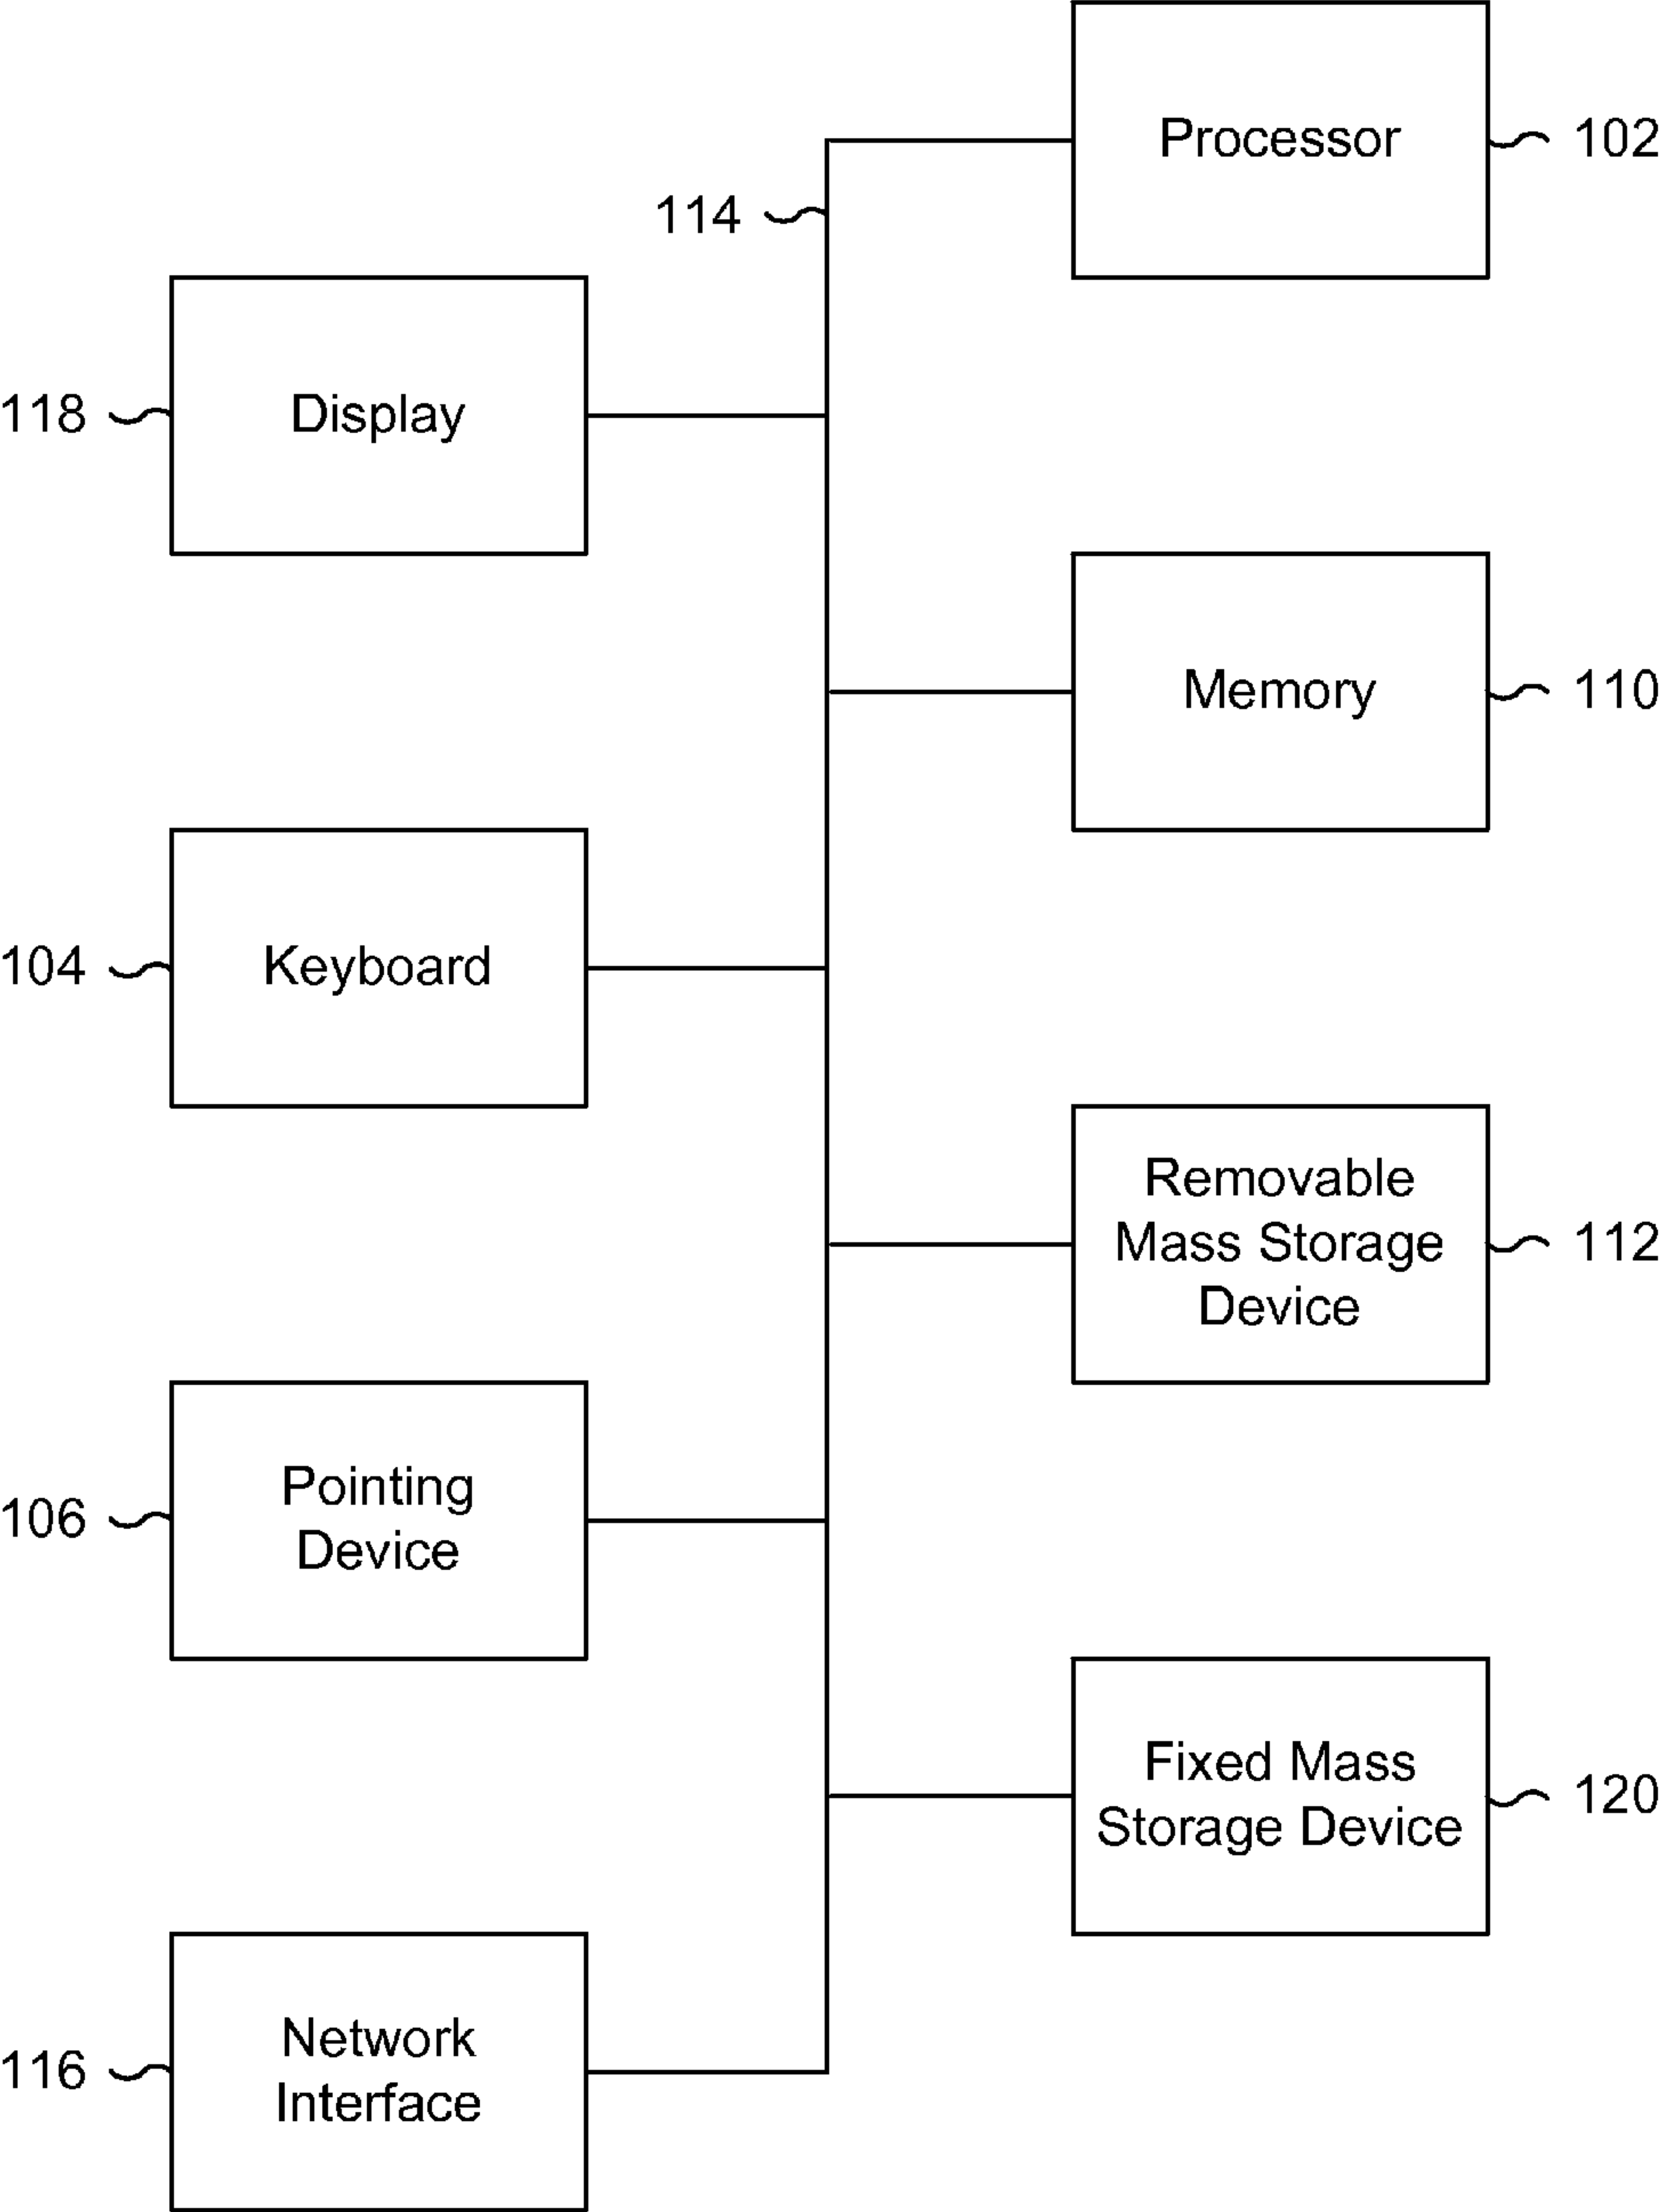 Processor
102
114
118
Display
Memory
110
104
Keyboard
Removable
Mass Storage
Device
112
106
Pointing
Device
Fixed Mass
Storage Device
120
116
Network
Interface